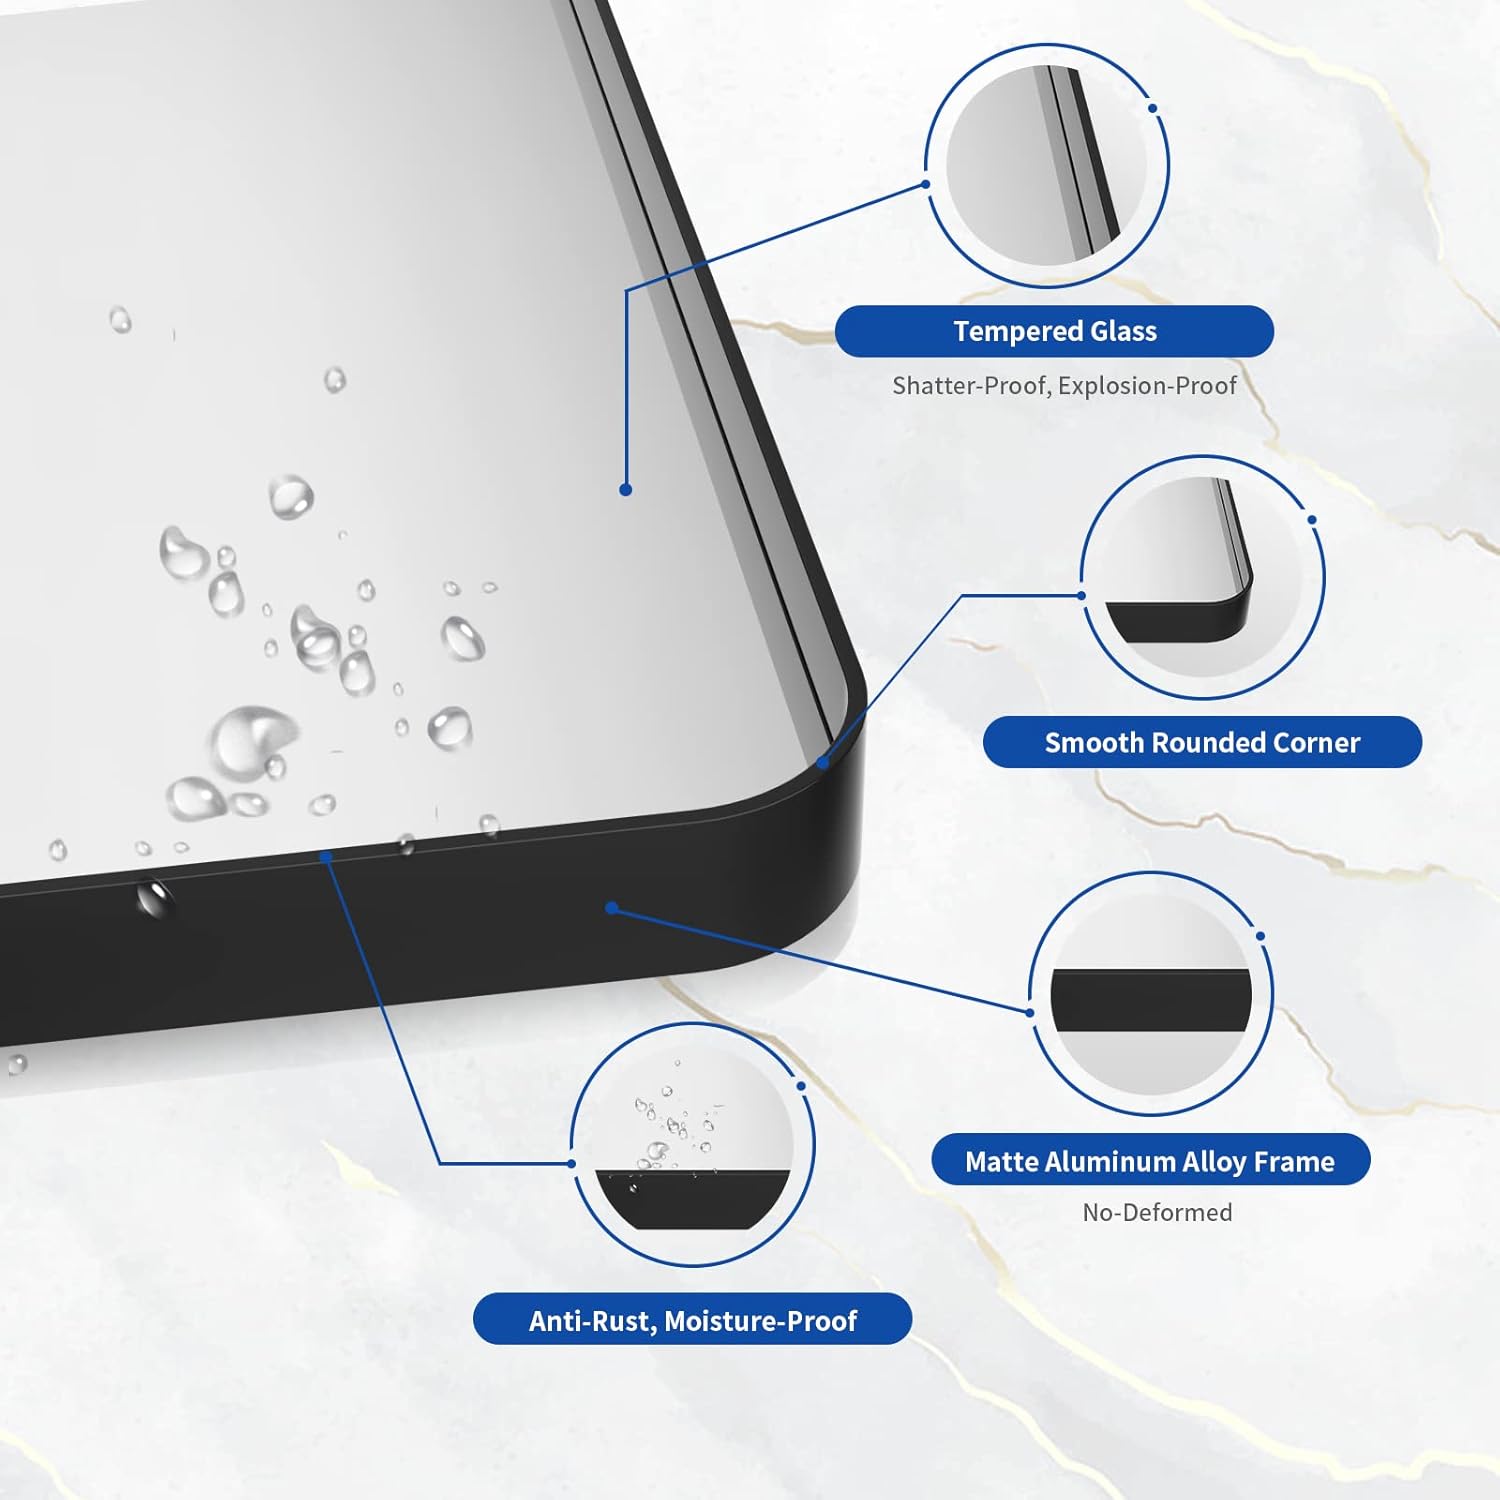 Tempered Glass
Shatter-Proof, Explosion-Proof
Smooth Rounded Corner
Matte Aluminum Alloy Frame
No-Deformed
Anti-Rust, Moisture-Proof